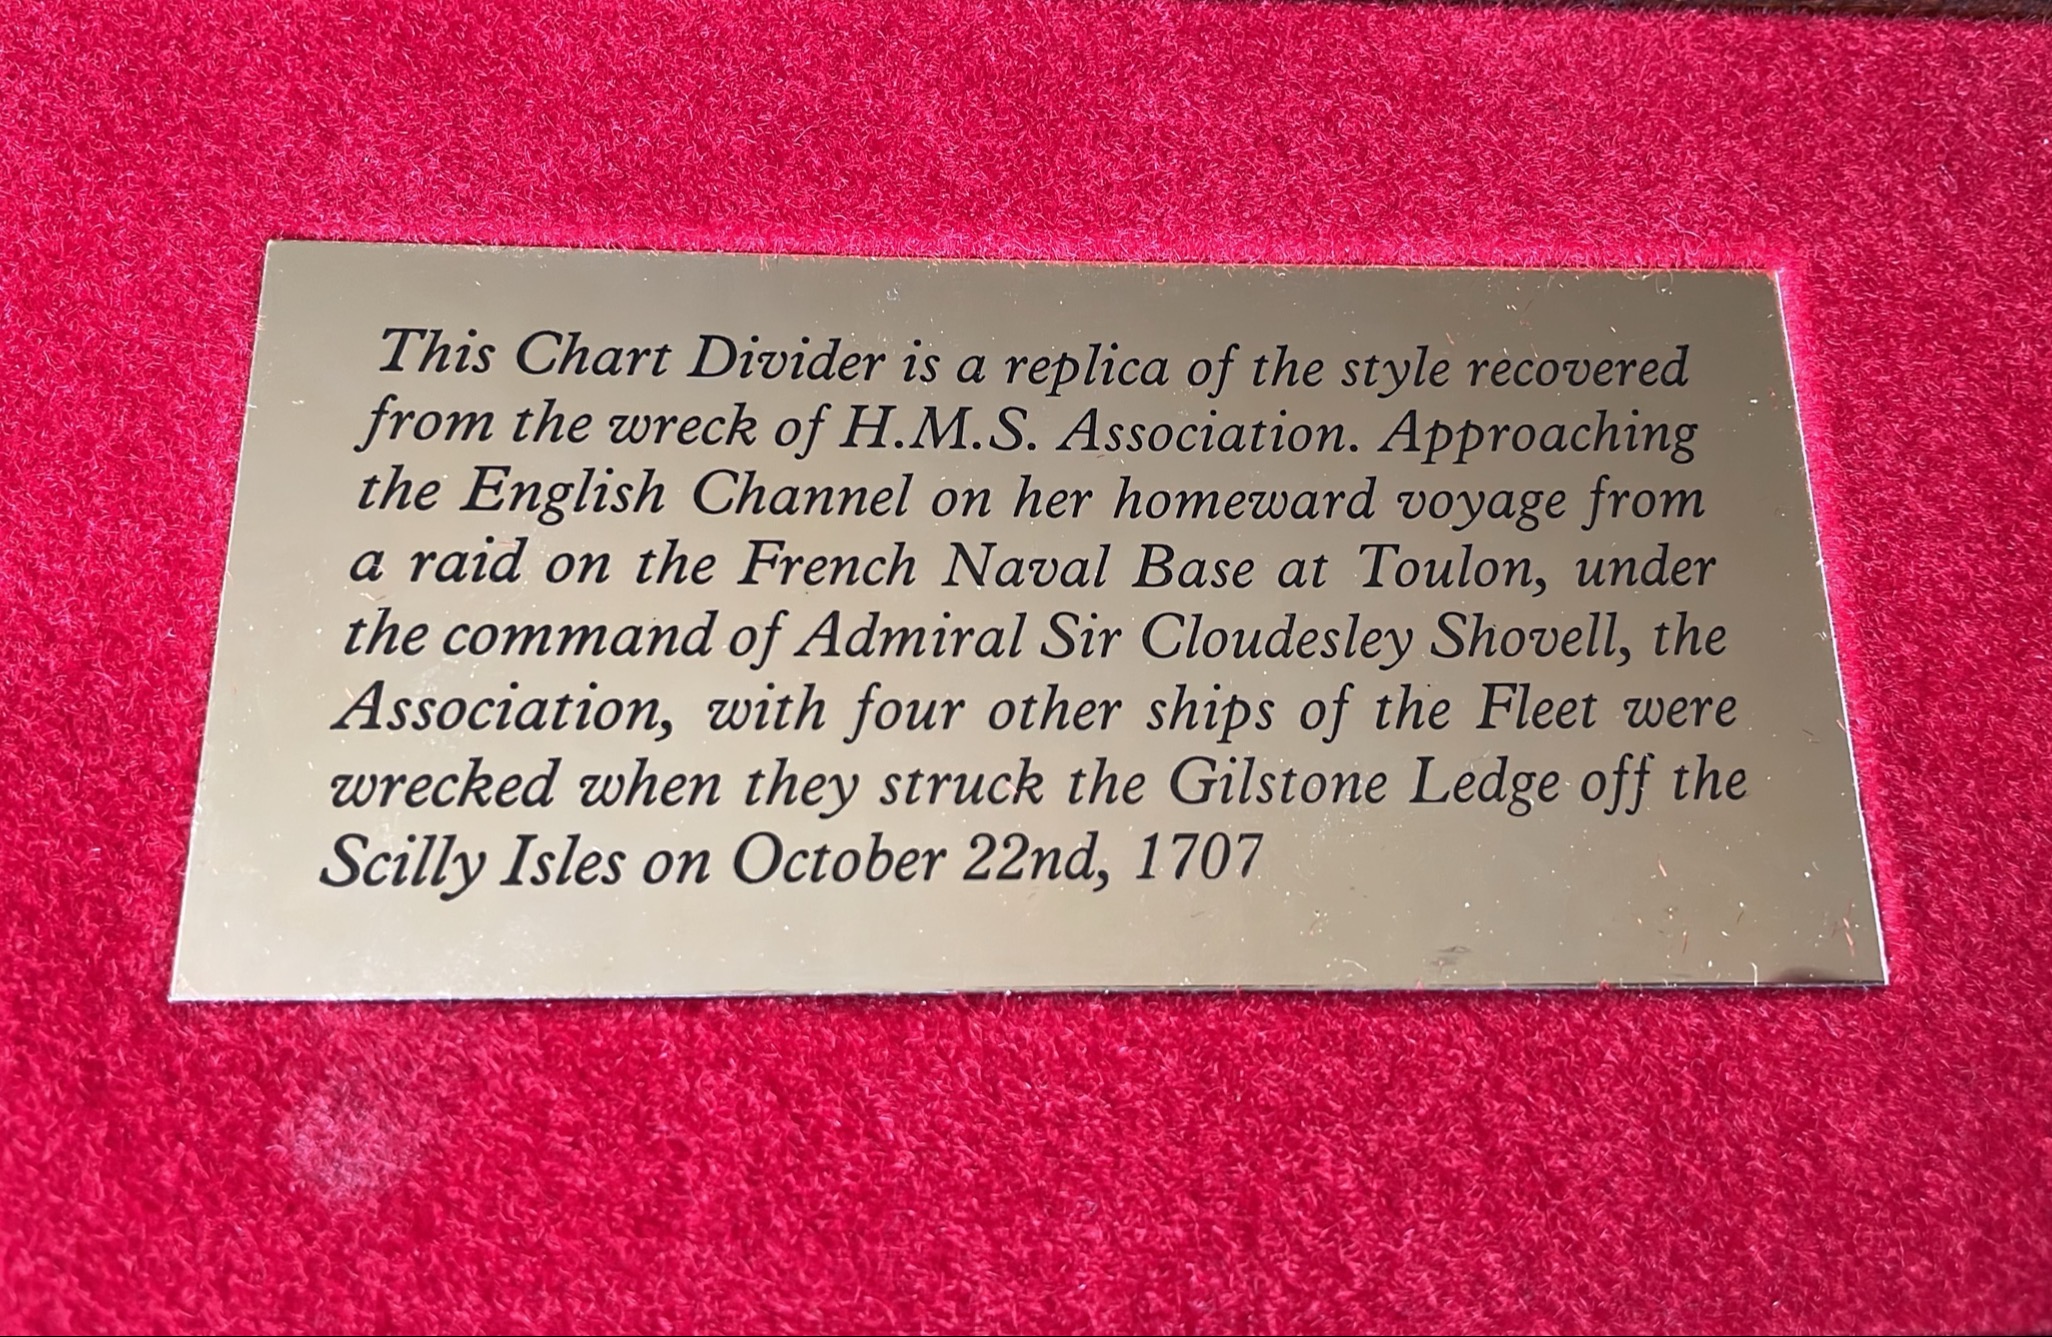 This Chart Divider is a replica of the style recovered
from the wreck of H.M.S. Association. Approaching
the English Channel on her homeward voyage from
a raid on the French Naval Base at Toulon, under
the command of Admiral Sir Cloudesley Shovell, the
Association, with four other ships of the Fleet were
wrecked when they struck the Gilstone Ledge off the
Scilly Isles on October 22nd, 1707